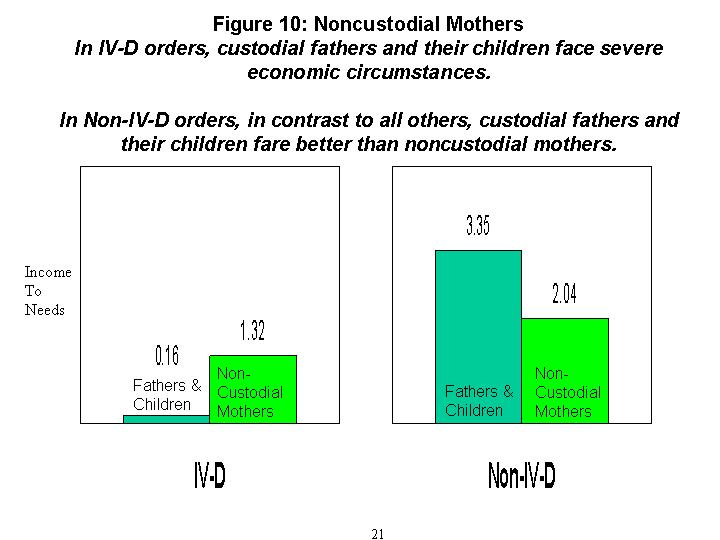 Figure 10: Noncustodial Mothers
In IV-D orders, custodial fathers and their children face severe
economic circumstances.
In Non-IV-D orders, in contrast to all others, custodial fathers and
their children fare better than noncustodial mothers.
Income
To
Needs
0.16
1.32
Fathers &
Children
Non-
Custodial
Mothers
IV-D
3.35
2.04
Fathers &
Children
Non-
Custodial
Mothers
Non-IV-D
21